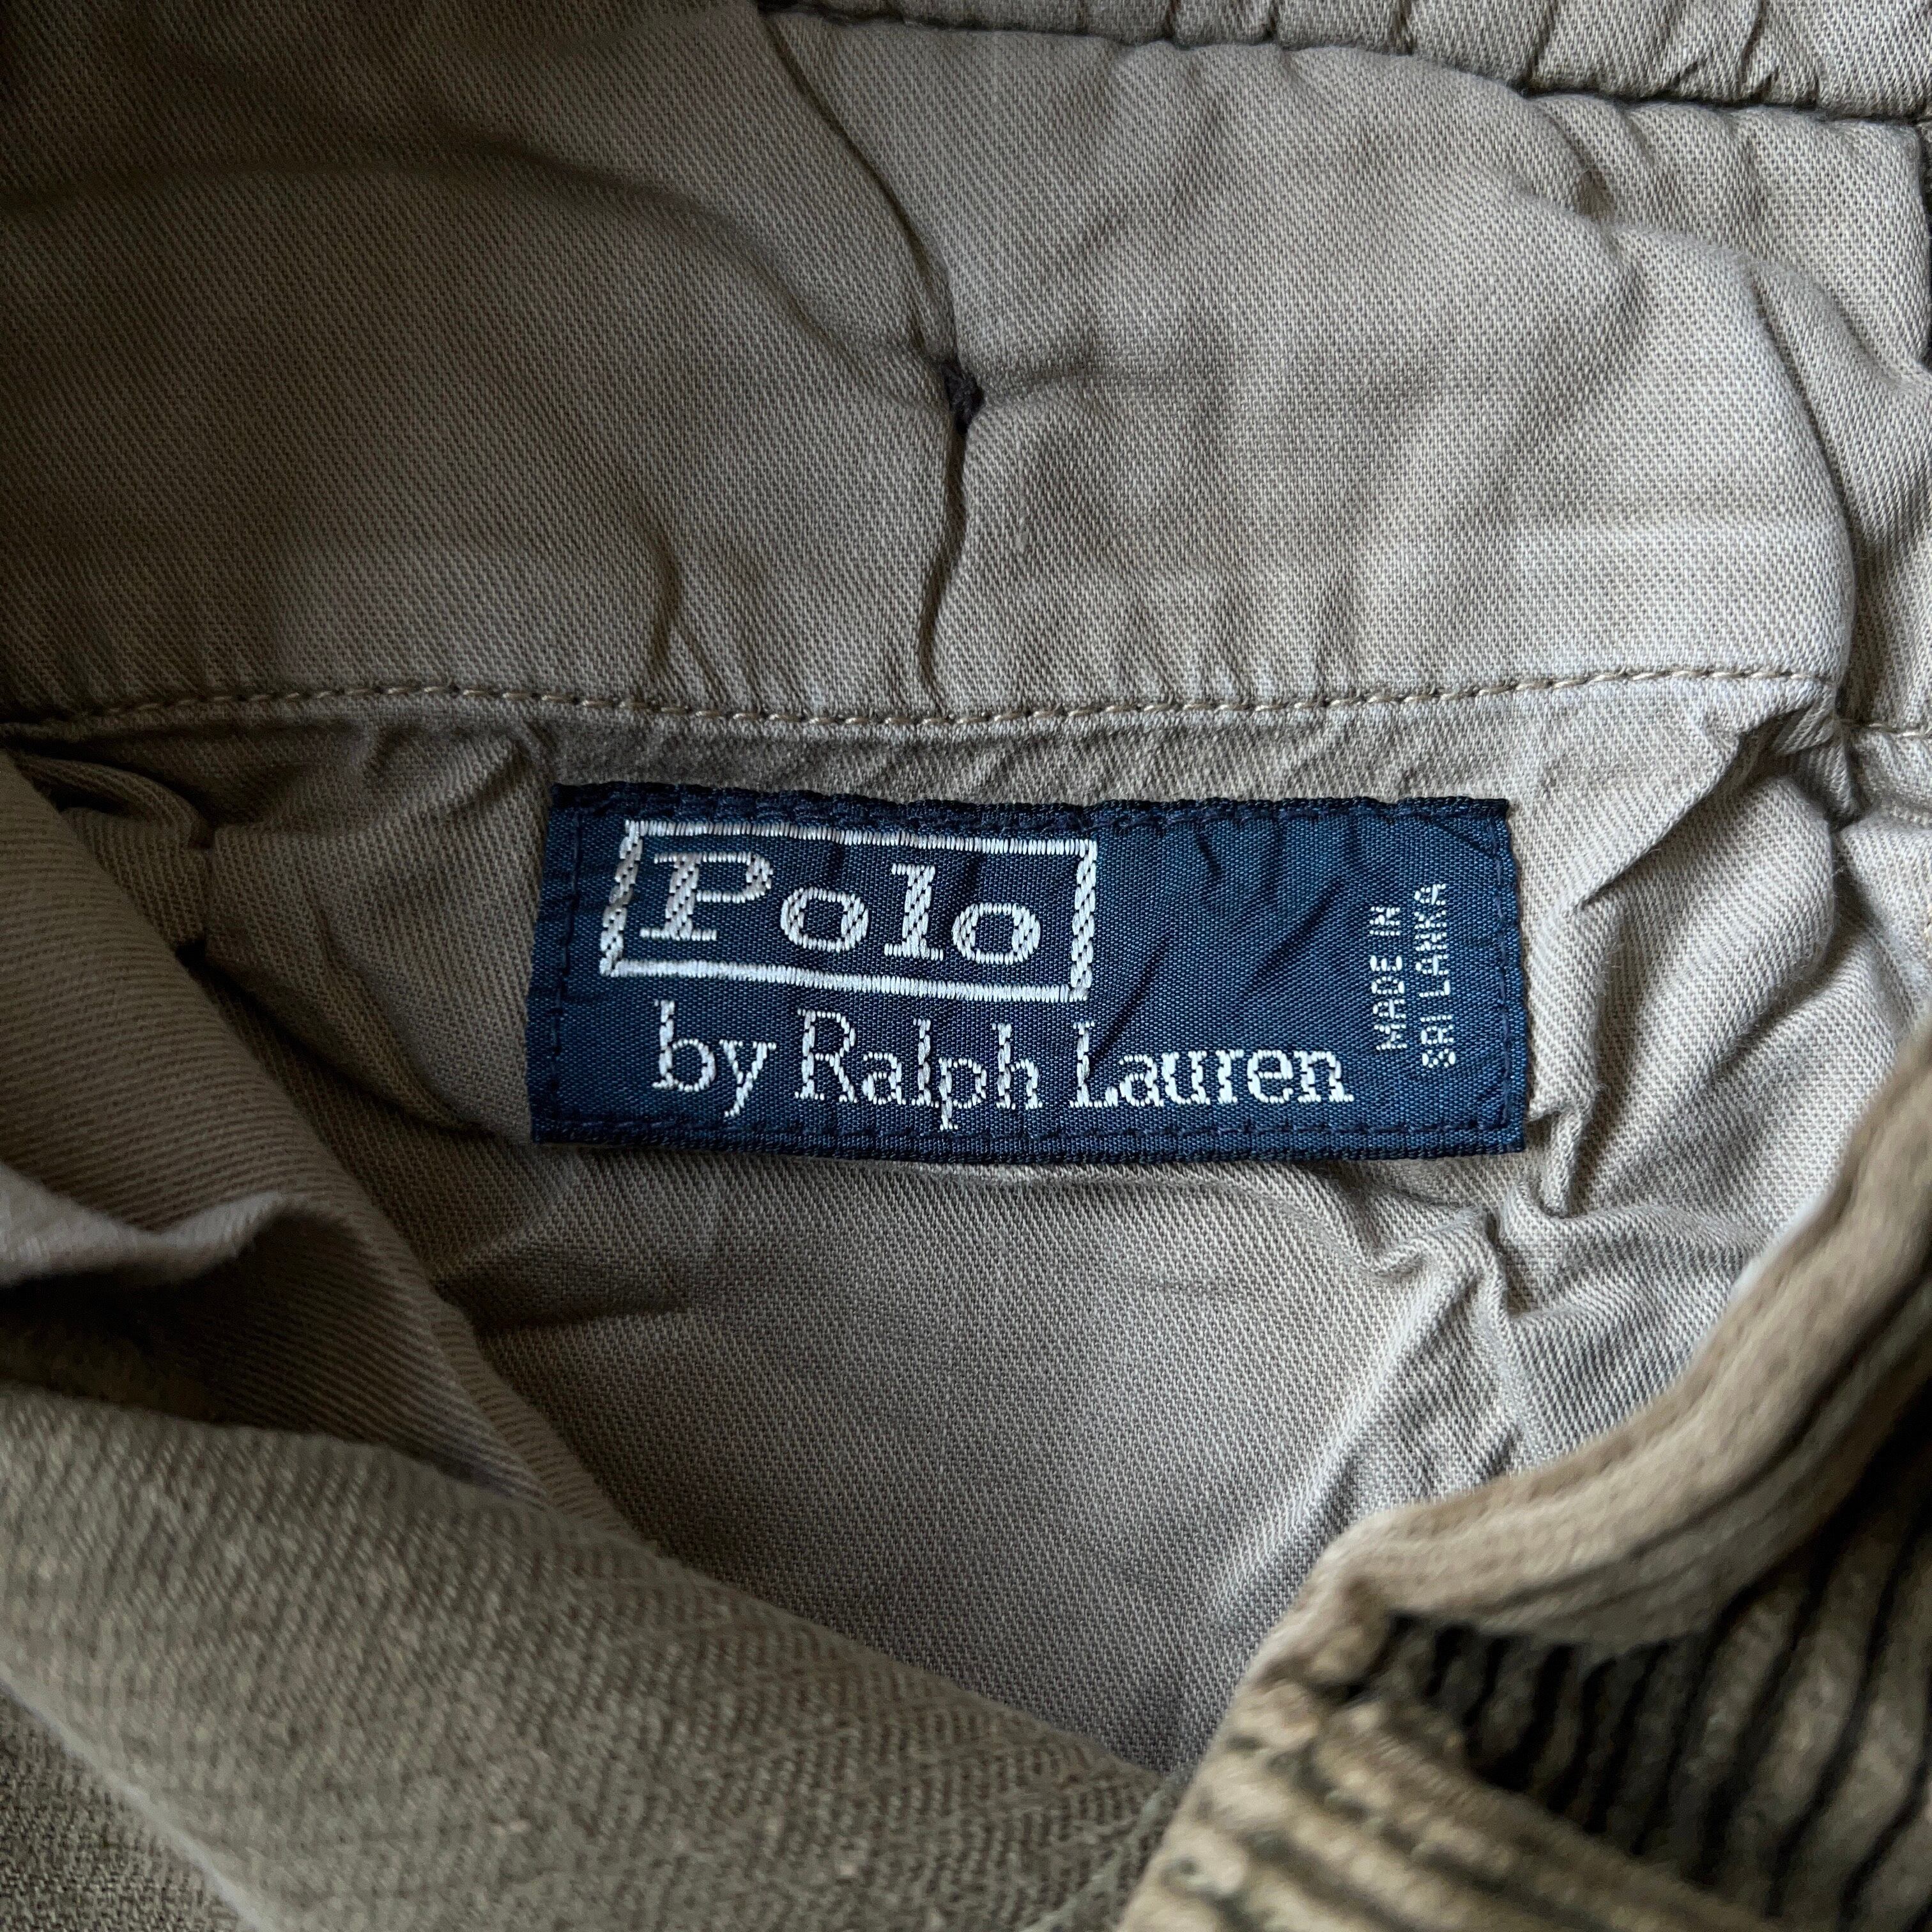 Polo
by Ralph Lauren
MADE IN
SRI LANKA